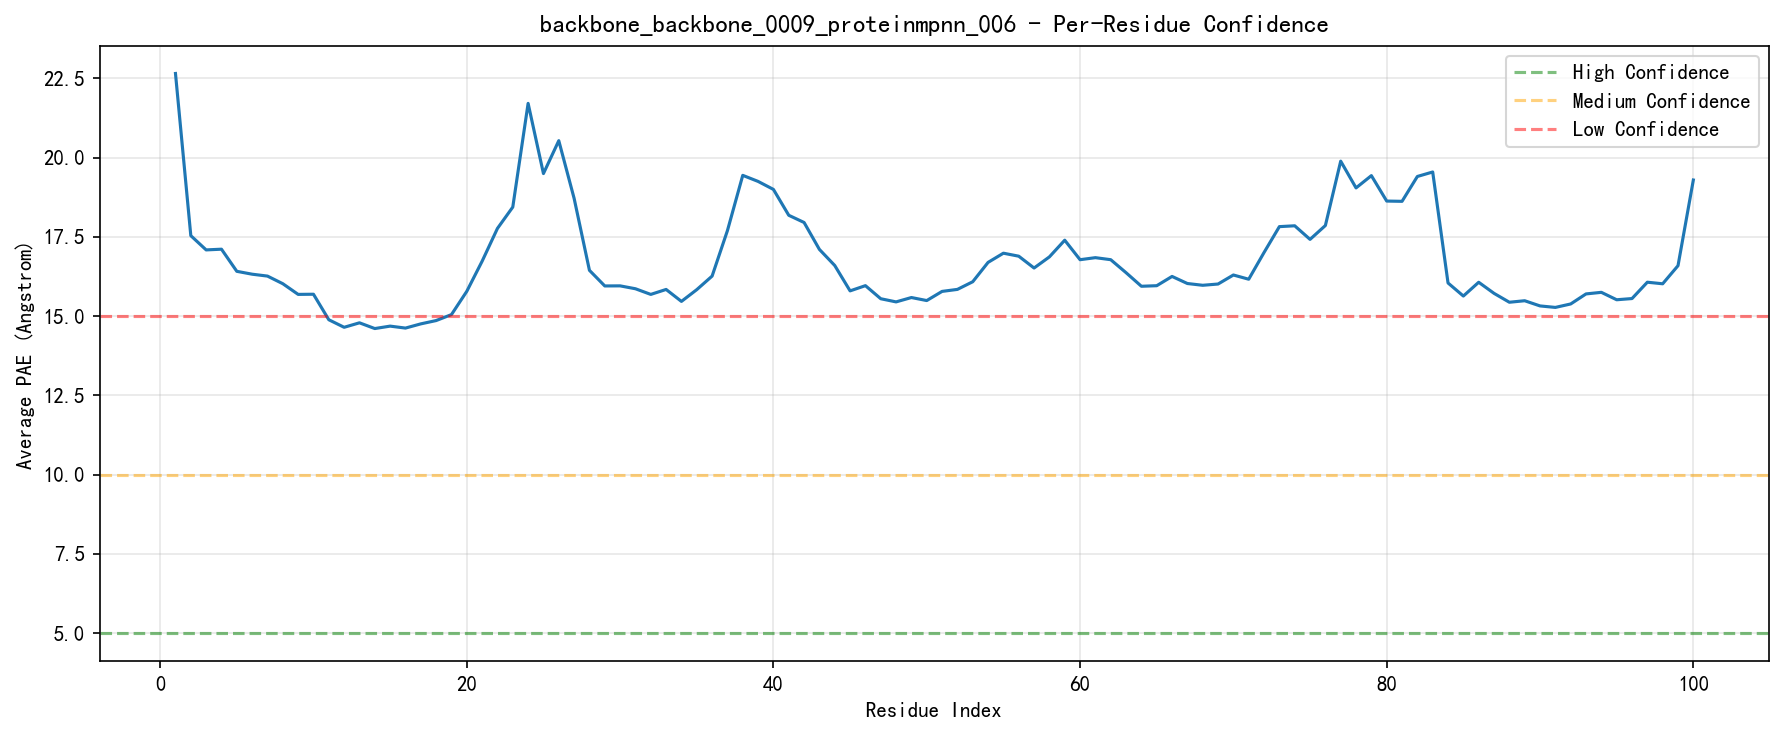 backbone_backbone_0009_proteinmpnn_006 - Per-Residue Confidence
High Confidence
Medium Confidence
Low Confidence
22.5
20.0
17.5
15.0
12.5
10.0
7.5
5.0
Average PAE (Angstrom)
0 20 40 60 80 100
Residue Index